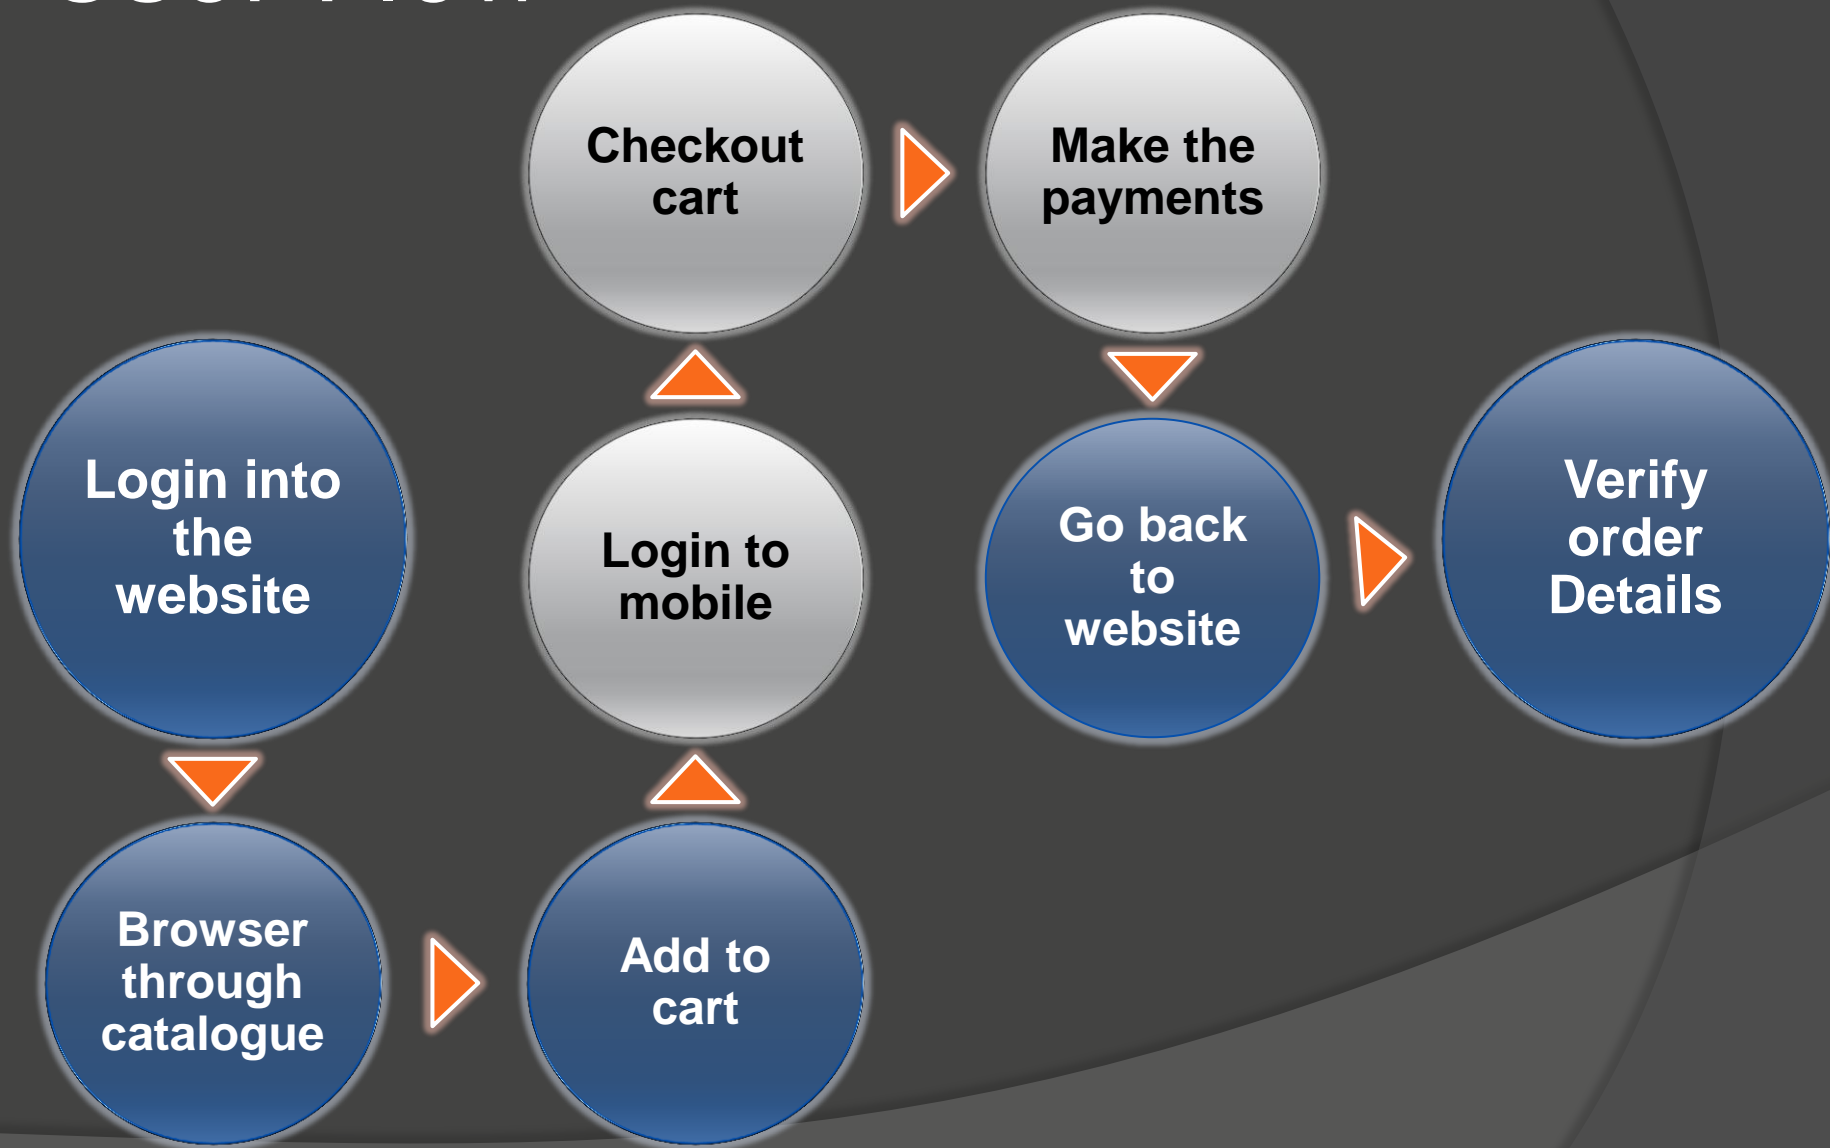 Checkout
cart
Make the
payments
Login into
the
website
Login to
mobile
Go back
to
website
Verify
order
Details
Browser
through
catalogue
Add to
cart